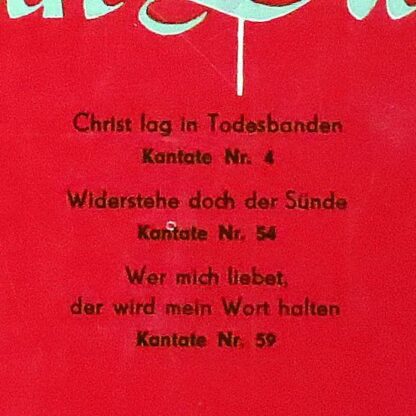 Christ lag in Todesbanden
Kantate Nr. 4
Widerstehe doch der Sünde
Kantate Nr. 54
Wer mich liebet,
der wird mein Wort halten
Kantate Nr. 59